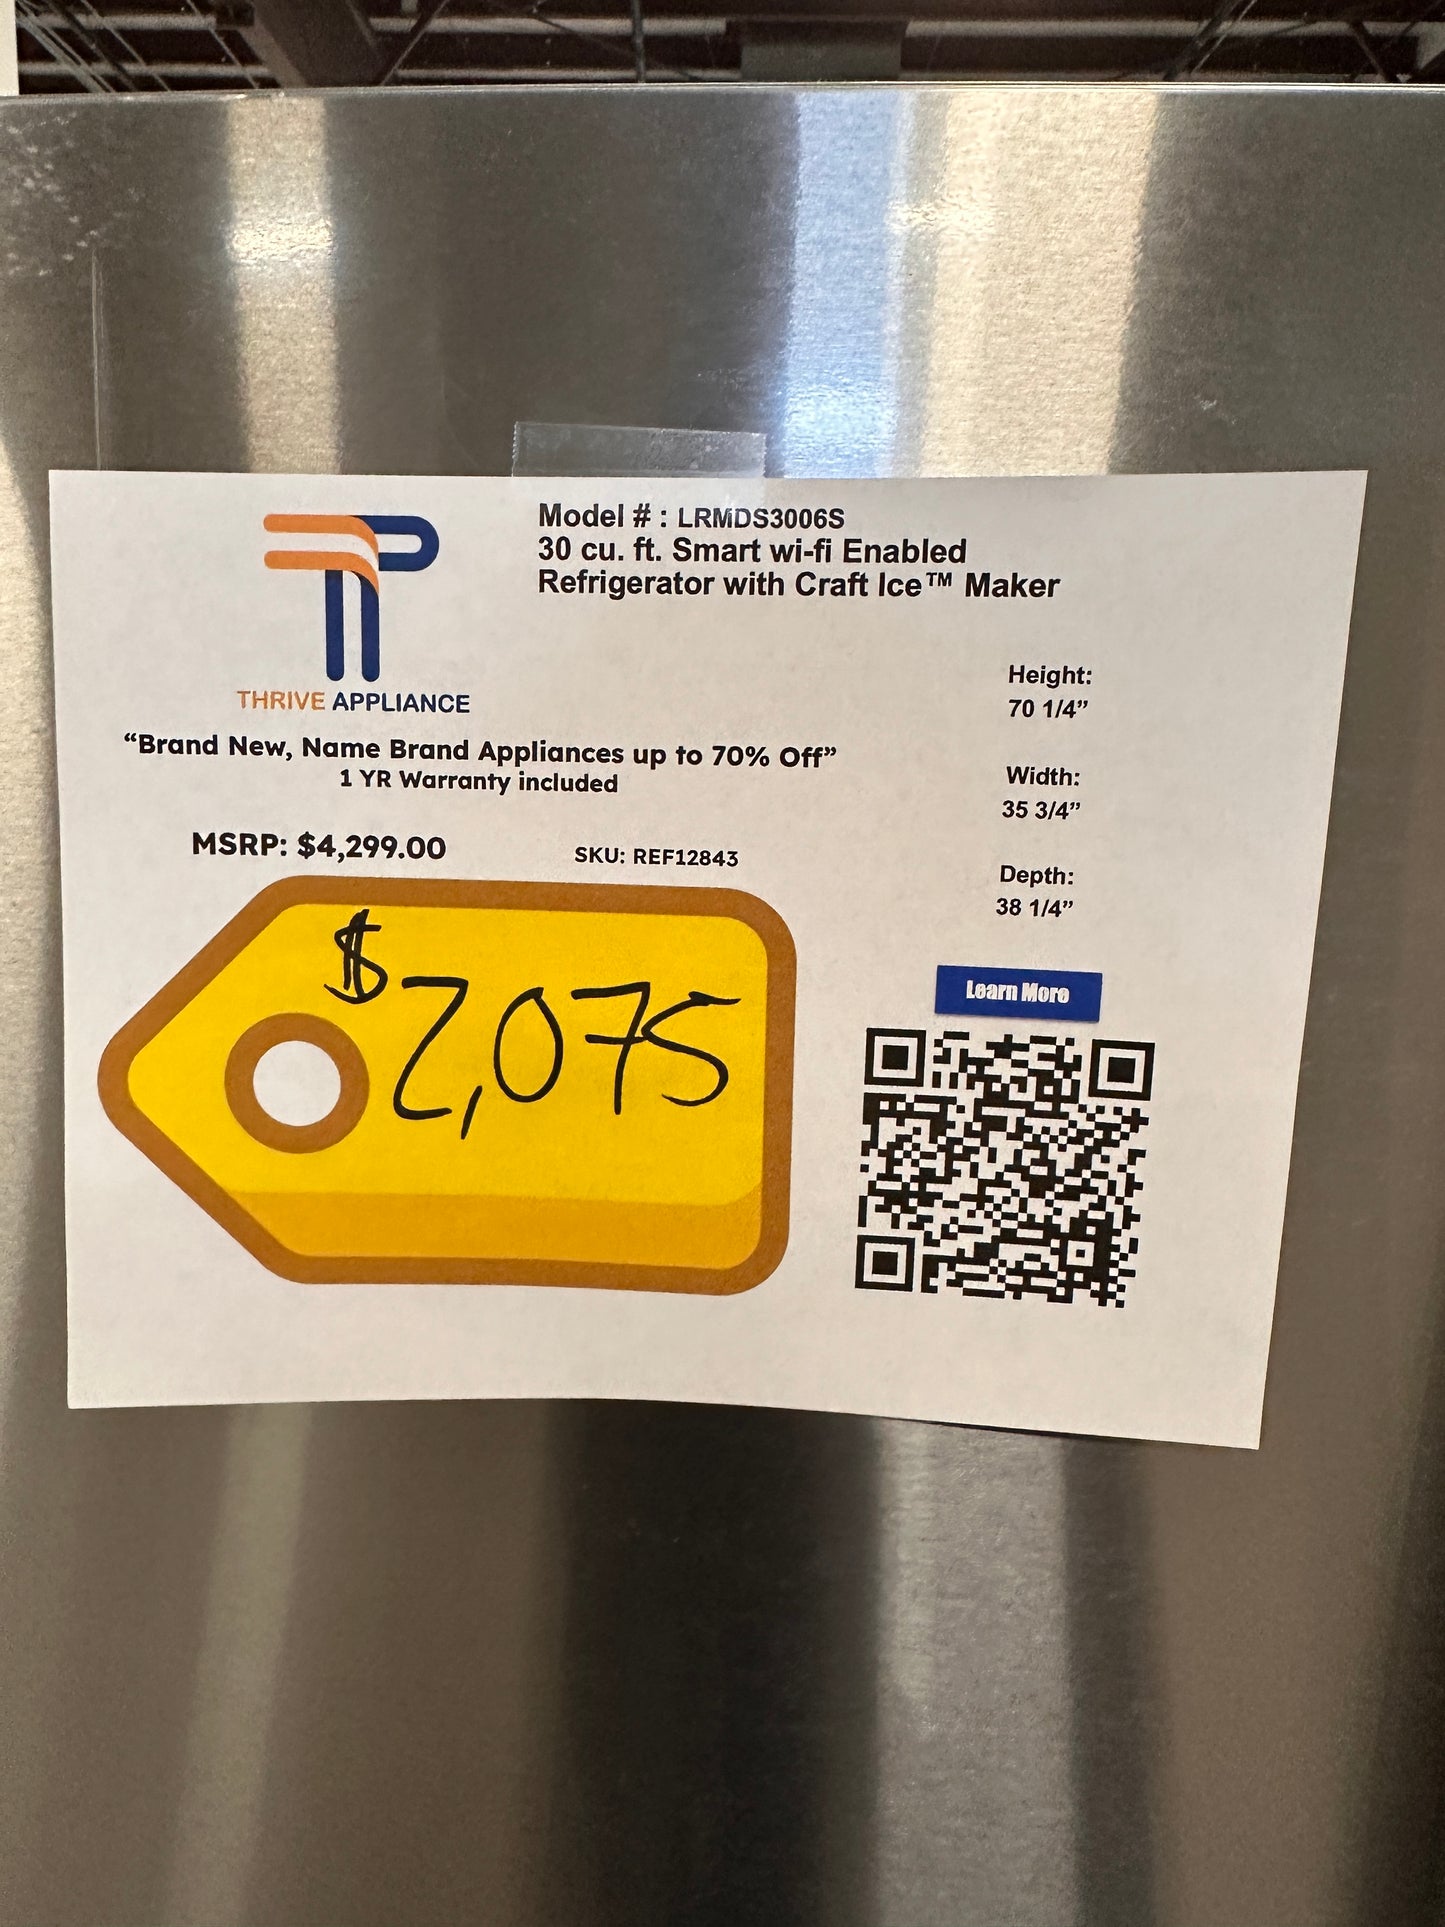 THRIVE APPLIANCE
Model # : LRMDS3006S
30 cu. ft. Smart wi-fi Enabled
Refrigerator with Craft Ice™ Maker
“Brand New, Name Brand Appliances up to 70% Off”
1 YR Warranty included
MSRP: $4,299.00
SKU: REF12843
$2,075
Height:
70 1/4”
Width:
35 3/4”
Depth:
38 1/4”
Learn More